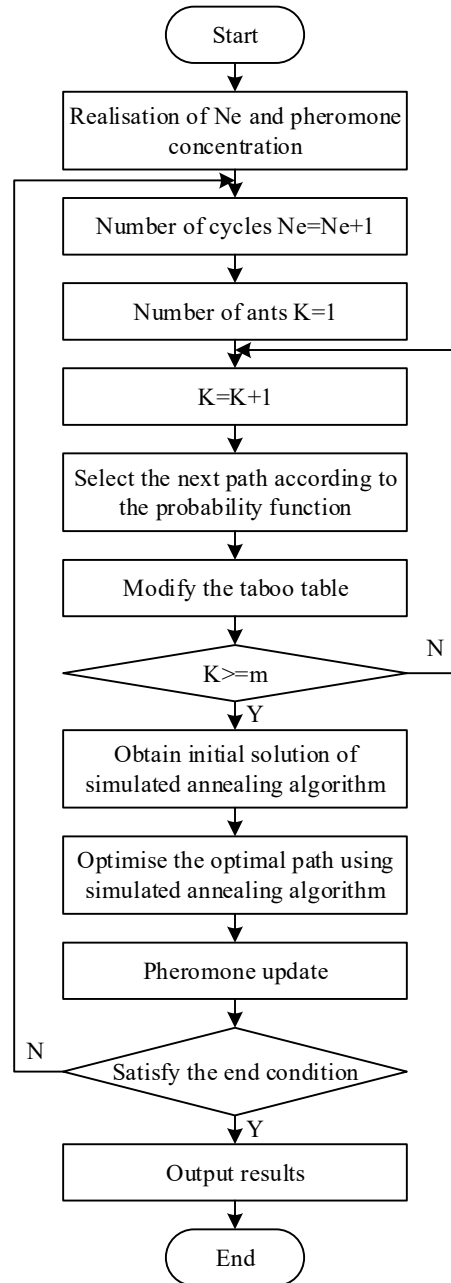 Start
Realisation of Ne and pheromone
concentration
Number of cycles Ne=Ne+1
Number of ants K=1
K=K+1
Select the next path according to
the probability function
Modify the taboo table
K>=m
N
Y
Obtain initial solution of
simulated annealing algorithm
Optimise the optimal path using
simulated annealing algorithm
Pheromone update
N
Satisfy the end condition
Y
Output results
End